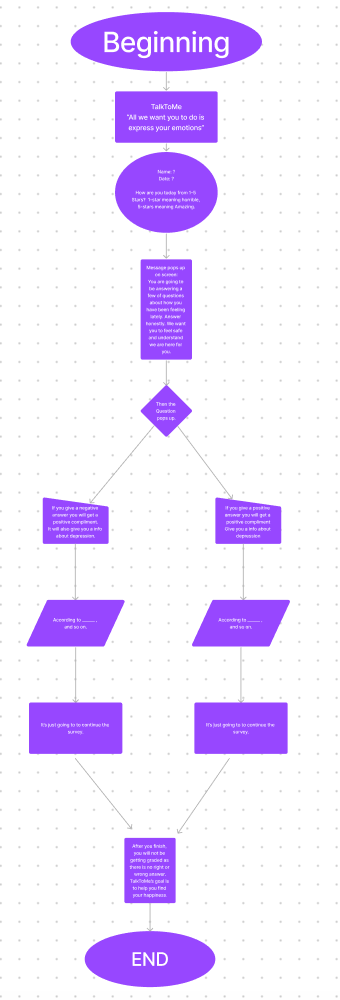 Beginning
TalkToMe
"All we want you to do is
express your emotions"
Name:?
Date:?
How are you today from 1-5
Stars? 1-star meaning horrible,
5-stars meaning Amazing.
Message pops up
on screen:
You are going to
be answering a
few of questions
about how you
have been feeling
lately. Answer
honestly. We want
you to feel safe
and understand
we are here for
you.
Then the
Question
pops up.
If you give a negative
answer you will get a
positive compliment.
It will also give you a info
about depression.
If you give a positive
answer you will get a
positive compliment
Give you a info about
depression
According to ______ ,
and so on.
According to ______ ,
and so on.
It's just going to to continue the
survey.
It's just going to to continue the
survey.
After you finish,
you will not be
getting graded as
there is no right or
wrong answer.
TalkToMe's goal is
to help you find
your happiness.
END